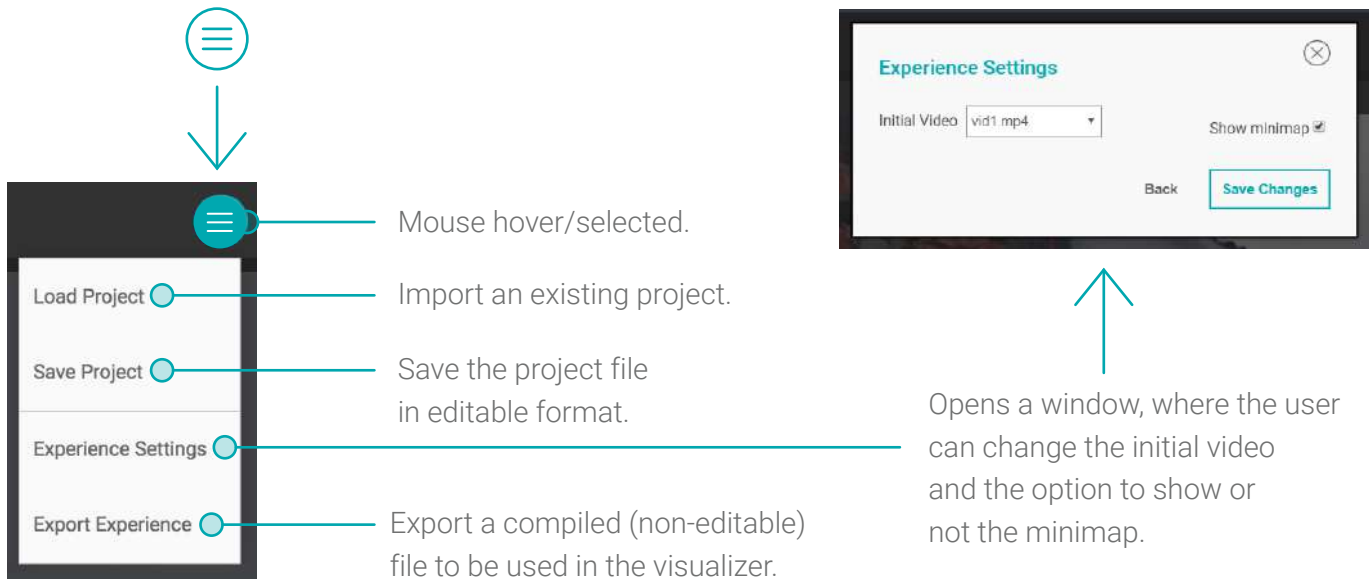 Experience Settings
Initial Video vid1 mp4
Show minimap
Back Save Changes
Mouse hover/selected.
Load Project
Import an existing project.
Save Project
Save the project file
in editable format.
Experience Settings
Opens a window, where the user
can change the initial video
and the option to show or
not the minimap.
Export Experience
Export a compiled (non-editable)
file to be used in the visualizer.